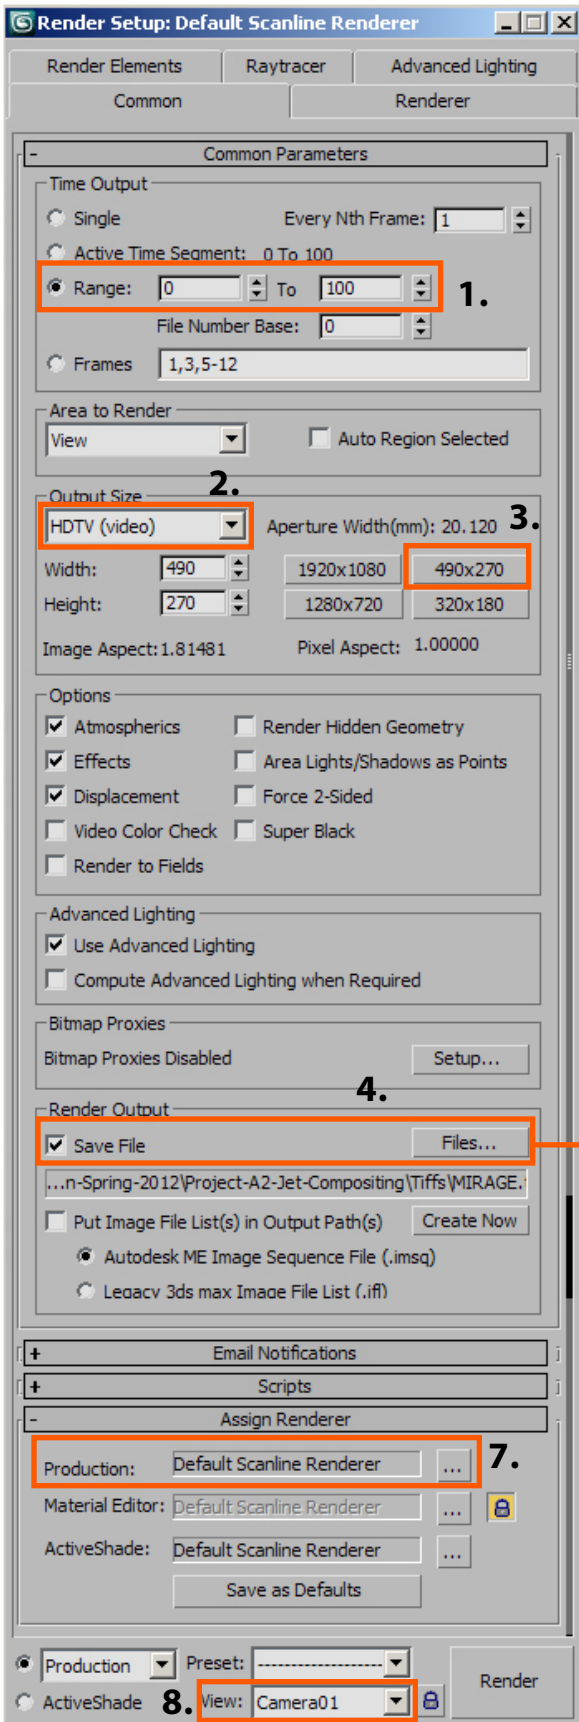 Render Setup: Default Scanline Renderer
Render Elements Raytracer Advanced Lighting
Common Renderer
- Common Parameters
Time Output
Single Every Nth Frame: 1
Active Time Segment: 0 To 100
Range: 0 To 100 1.
File Number Base: 0
Frames 1,3,5-12
Area to Render
View Auto Region Selected
2.
Output Size
HDTV (video) Aperture Width(mm): 20.120 3.
Width: 490 1920x1080 490x270
Height: 270 1280x720 320x180
Image Aspect: 1.81481 Pixel Aspect: 1.00000
Options
Atmospherics Render Hidden Geometry
Effects Area Lights/Shadows as Points
Displacement Force 2-Sided
Video Color Check Super Black
Render to Fields
Advanced Lighting
Use Advanced Lighting
Compute Advanced Lighting when Required
Bitmap Proxies
Bitmap Proxies Disabled Setup...
4.
Render Output
Save File Files...
...n-Spring-2012\Project-A2-Jet-Compositing\Tiffs\MIRAGE.
Put Image File List(s) in Output Path(s) Create Now
Autodesk ME Image Sequence File (.imsq)
Legacy 3ds max Image File List (.ifl)
+ Email Notifications
+ Scripts
- Assign Renderer
Production: Default Scanline Renderer ... 7.
Material Editor: Default Scanline Renderer ...
ActiveShade: Default Scanline Renderer ...
Save as Defaults
Production Preset: -------------------- Render
ActiveShade 8. View: Camera01